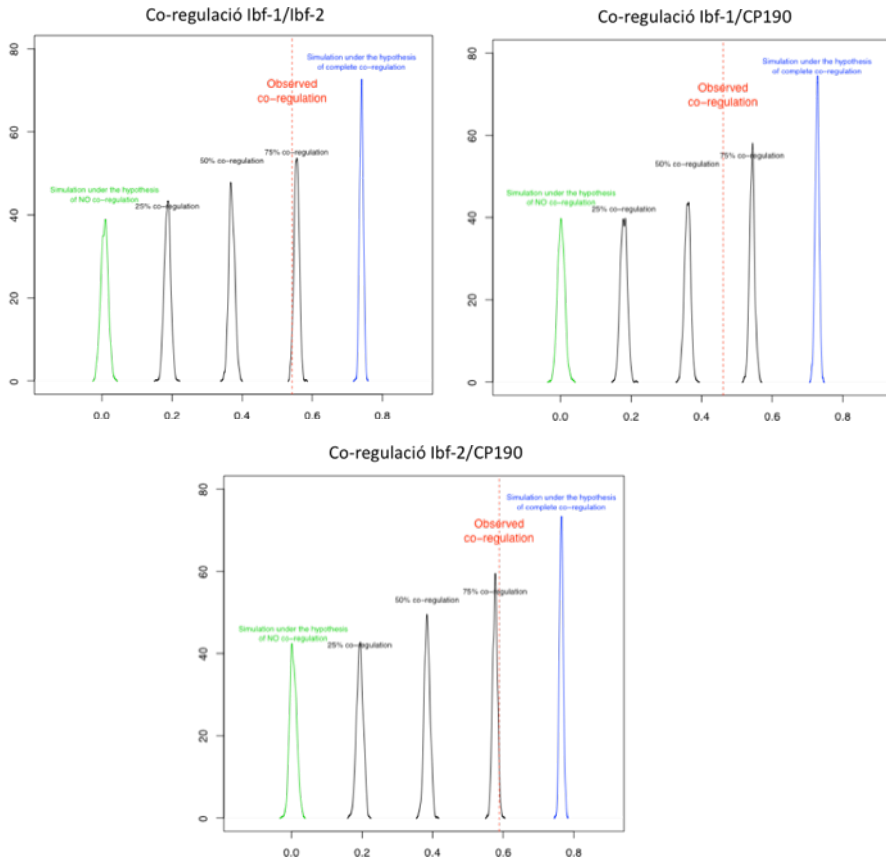 Co-regulació Ibf-1/Ibf-2
80
60
40
20
0
Simulation under the hypothesis
of complete co-regulation
Observed
co-regulation
75% co-regulation
50% co-regulation
Simulation under the hypothesis
of NO co-regulation
25% co-regulation
0.0 0.2 0.4 0.6 0.8
Co-regulació Ibf-1/CP190
80
60
40
20
0
Simulation under the hypothesis
of complete co-regulation
Observed
co-regulation
75% co-regulation
50% co-regulation
Simulation under the hypothesis
of NO co-regulation
25% co-regulation
0.0 0.2 0.4 0.6 0.8
Co-regulació Ibf-2/CP190
80
60
40
20
0
Simulation under the hypothesis
of complete co-regulation
Observed
co-regulation
75% co-regulation
50% co-regulation
Simulation under the hypothesis
of NO co-regulation
25% co-regulation
0.0 0.2 0.4 0.6 0.8